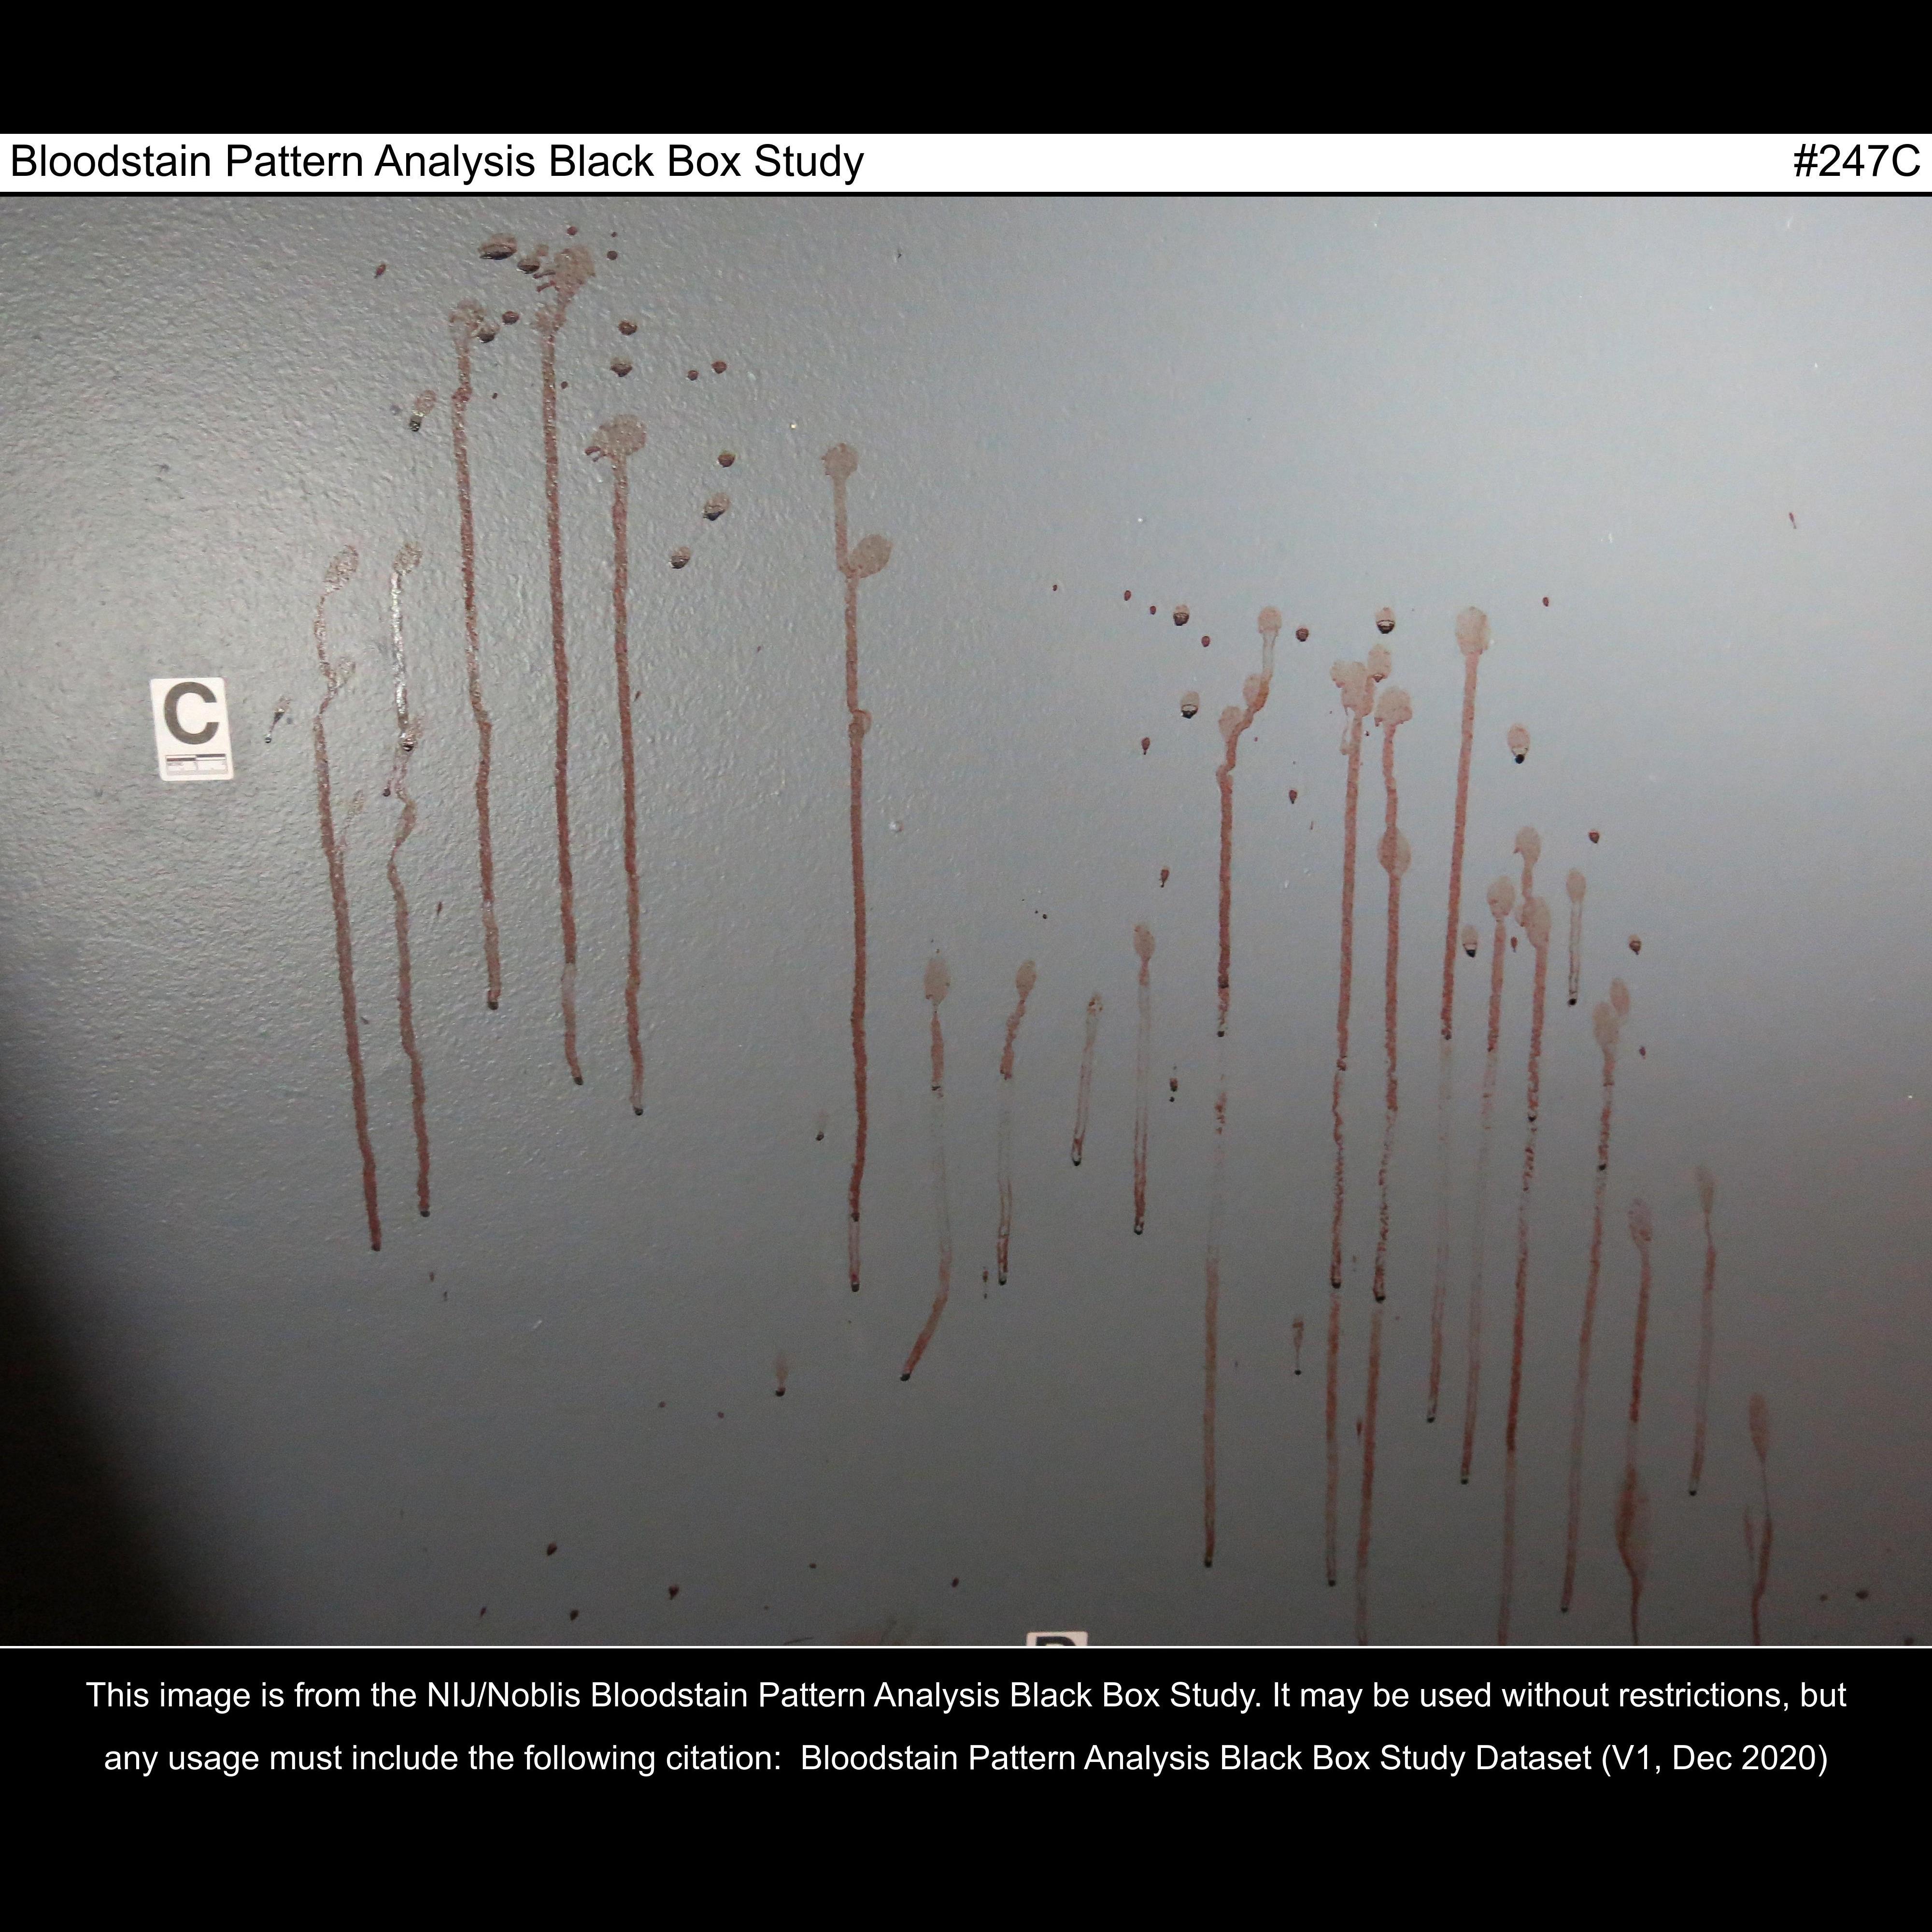 Bloodstain Pattern Analysis Black Box Study #247C
C
This image is from the NIJ/Noblis Bloodstain Pattern Analysis Black Box Study. It may be used without restrictions, but
any usage must include the following citation: Bloodstain Pattern Analysis Black Box Study Dataset (V1, Dec 2020)